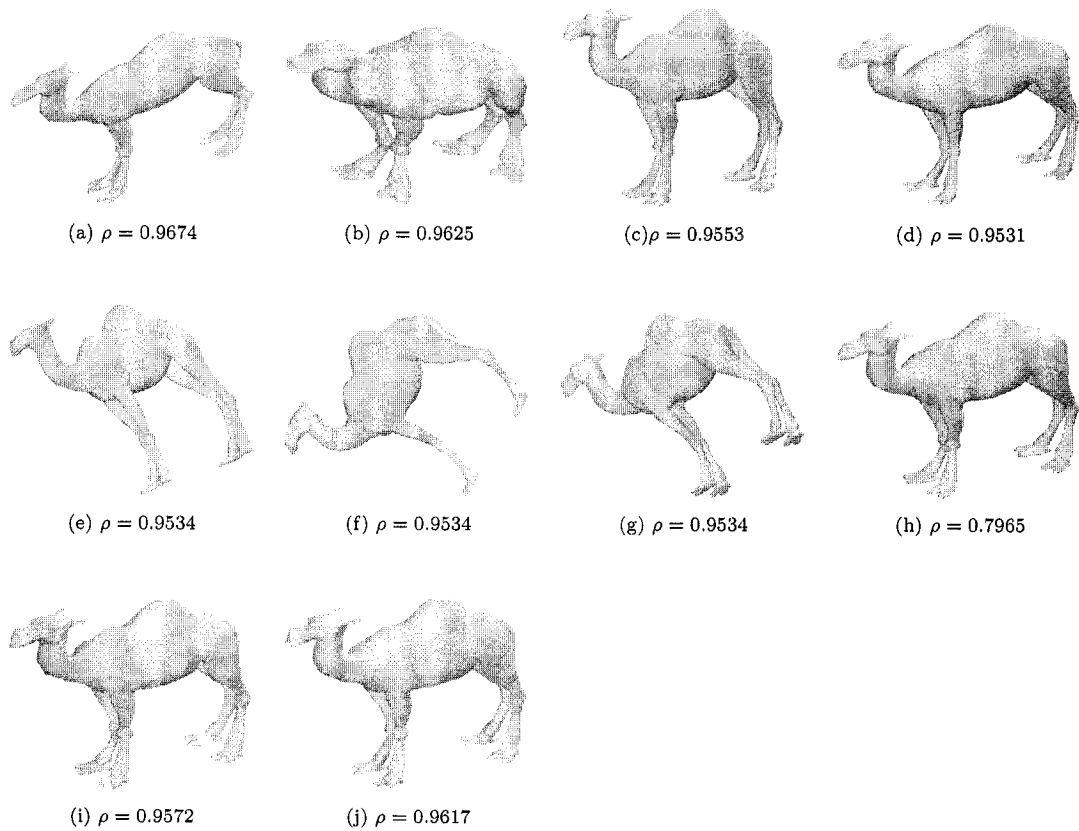 (a) ρ = 0.9674 (b) ρ = 0.9625 (c)ρ = 0.9553 (d) ρ = 0.9531
(e) ρ = 0.9534 (f) ρ = 0.9534 (g) ρ = 0.9534 (h) ρ = 0.7965
(i) ρ = 0.9572 (j) ρ = 0.9617